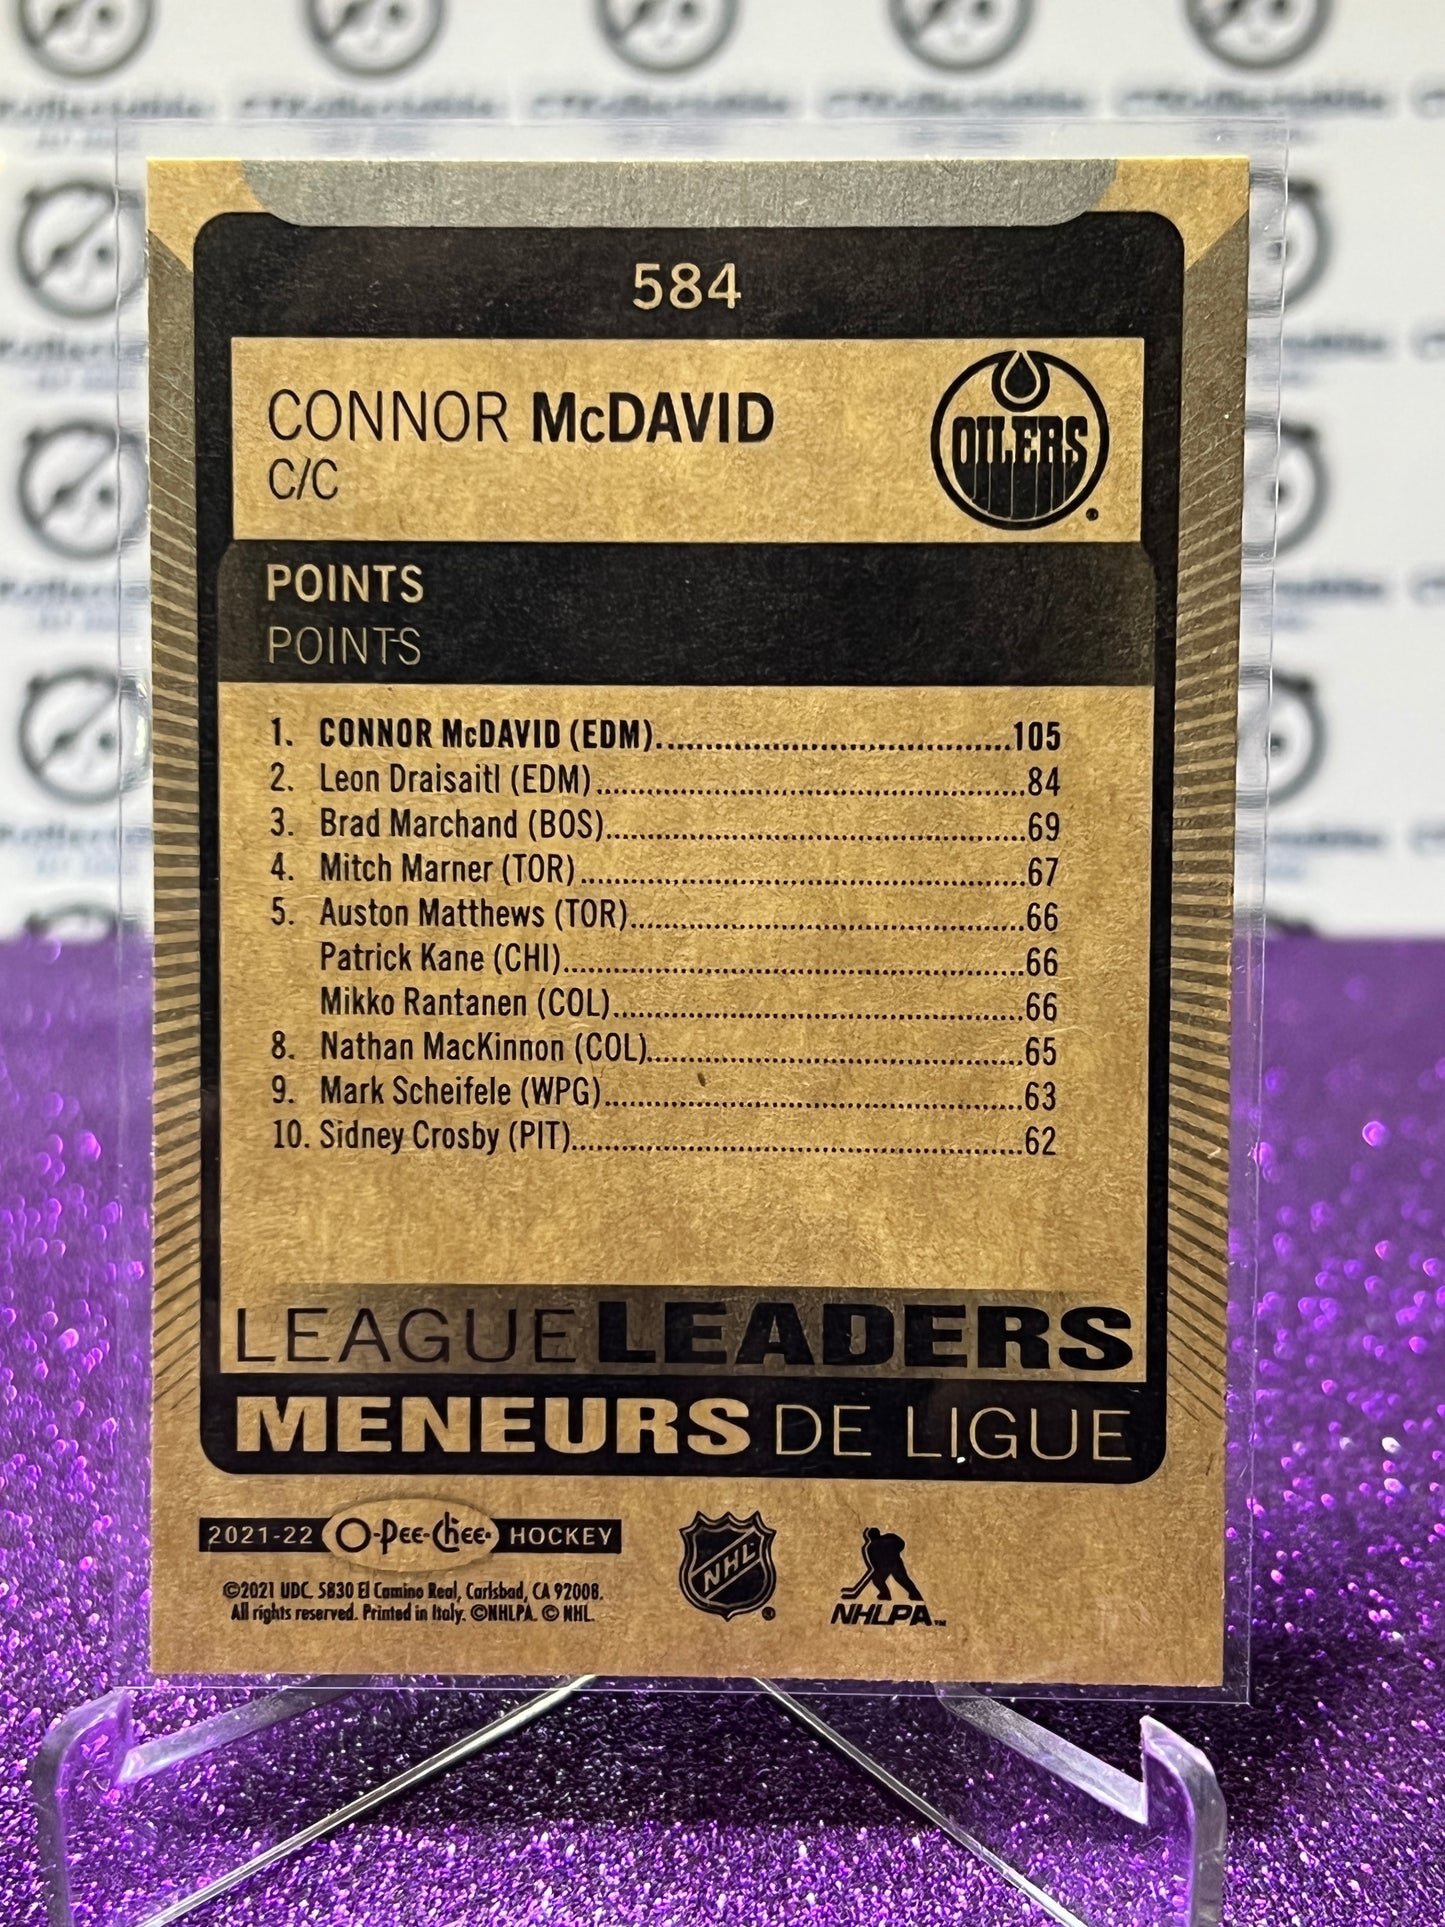 584
CONNOR McDAVID
C/C
OILERS
POINTS
POINTS
1. CONNOR McDAVID (EDM) 105
2. Leon Draisaitl (EDM) 84
3. Brad Marchand (BOS) 69
4. Mitch Marner (TOR) 67
5. Auston Matthews (TOR) 66
Patrick Kane (CHI) 66
Mikko Rantanen (COL) 66
8. Nathan MacKinnon (COL) 65
9. Mark Scheifele (WPG) 63
10. Sidney Crosby (PIT) 62
LEAGUE LEADERS
MENEURS DE LIGUE
2021-22 O-Pee-Chee HOCKEY
©2021 UDC. 5830 El Camino Real, Carlsbad, CA 92008.
All rights reserved. Printed in Italy. ©NHLPA. © NHL.
NHL
NHLPA™